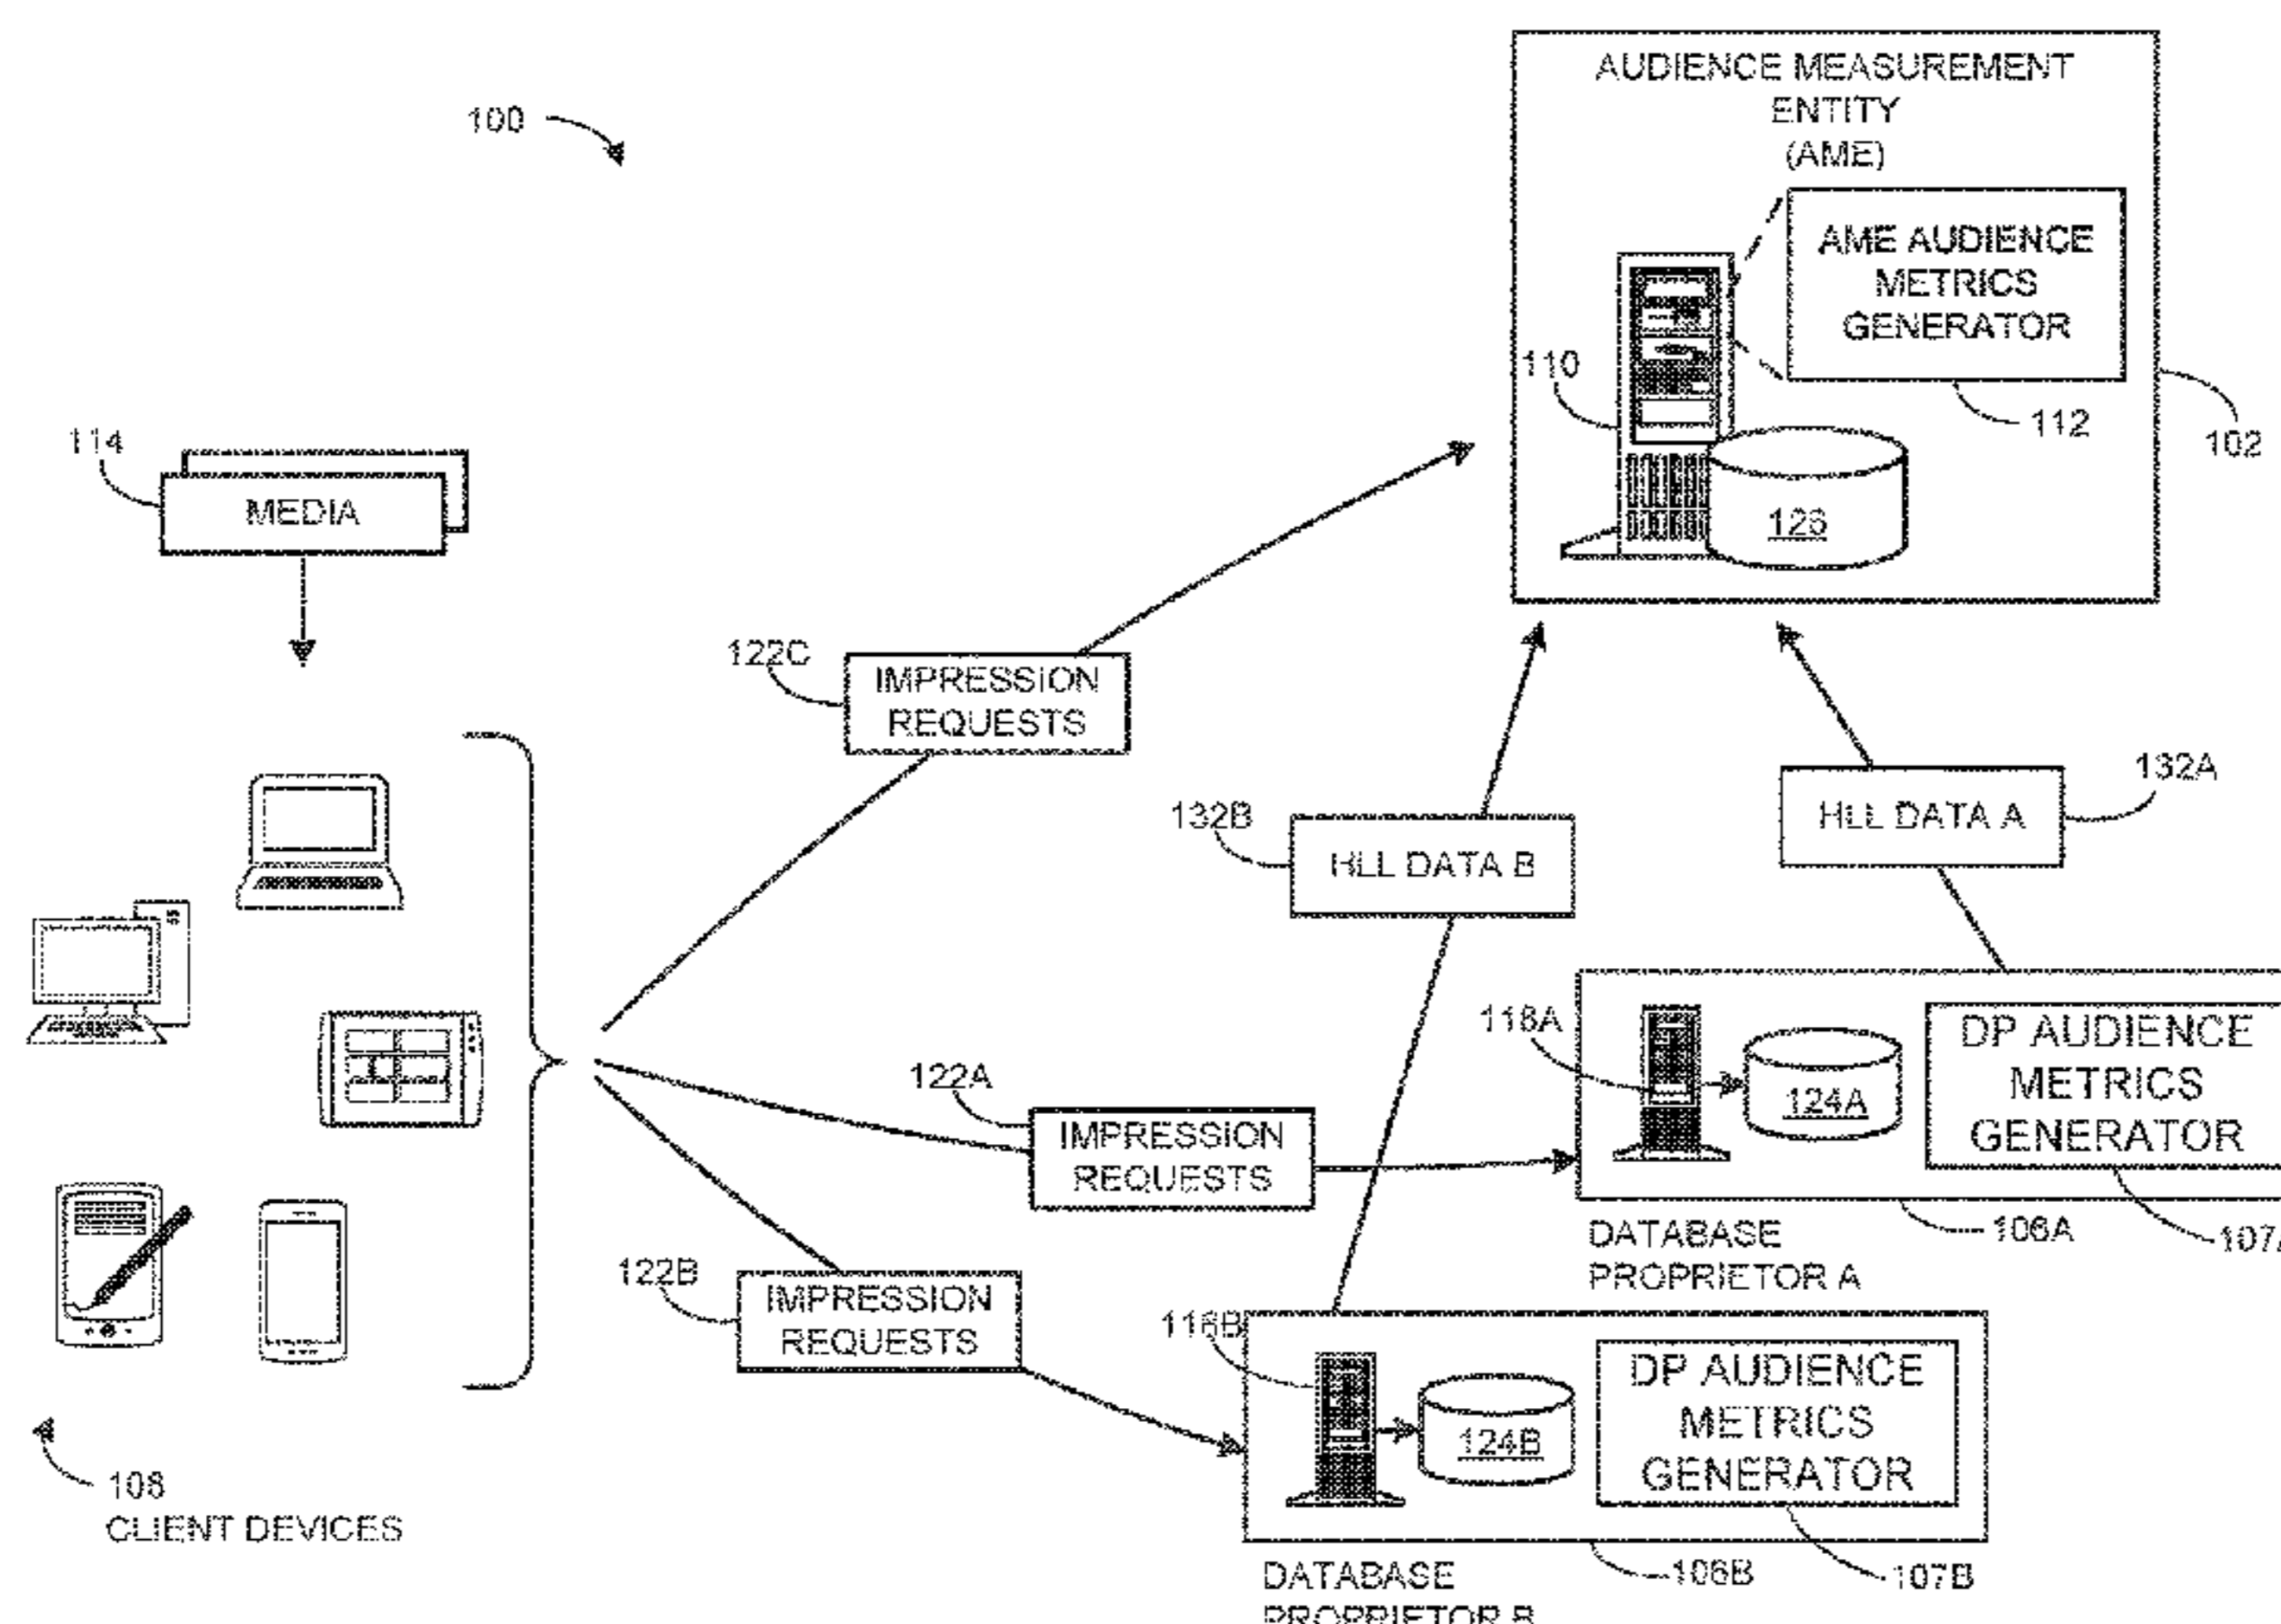 100
AUDIENCE MEASUREMENT
ENTITY
(AME)
AME AUDIENCE
METRICS
GENERATOR
110
112
102
126
114
MEDIA
122C
IMPRESSION
REQUESTS
132B
HLL DATA B
132A
HLL DATA A
116A
124A
DP AUDIENCE
METRICS
GENERATOR
122A
IMPRESSION
REQUESTS
DATABASE
PROPRIETOR A
106A
107A
122B
IMPRESSION
REQUESTS
116B
124B
DP AUDIENCE
METRICS
GENERATOR
108
CLIENT DEVICES
DATABASE
PROPRIETOR B
106B
107B